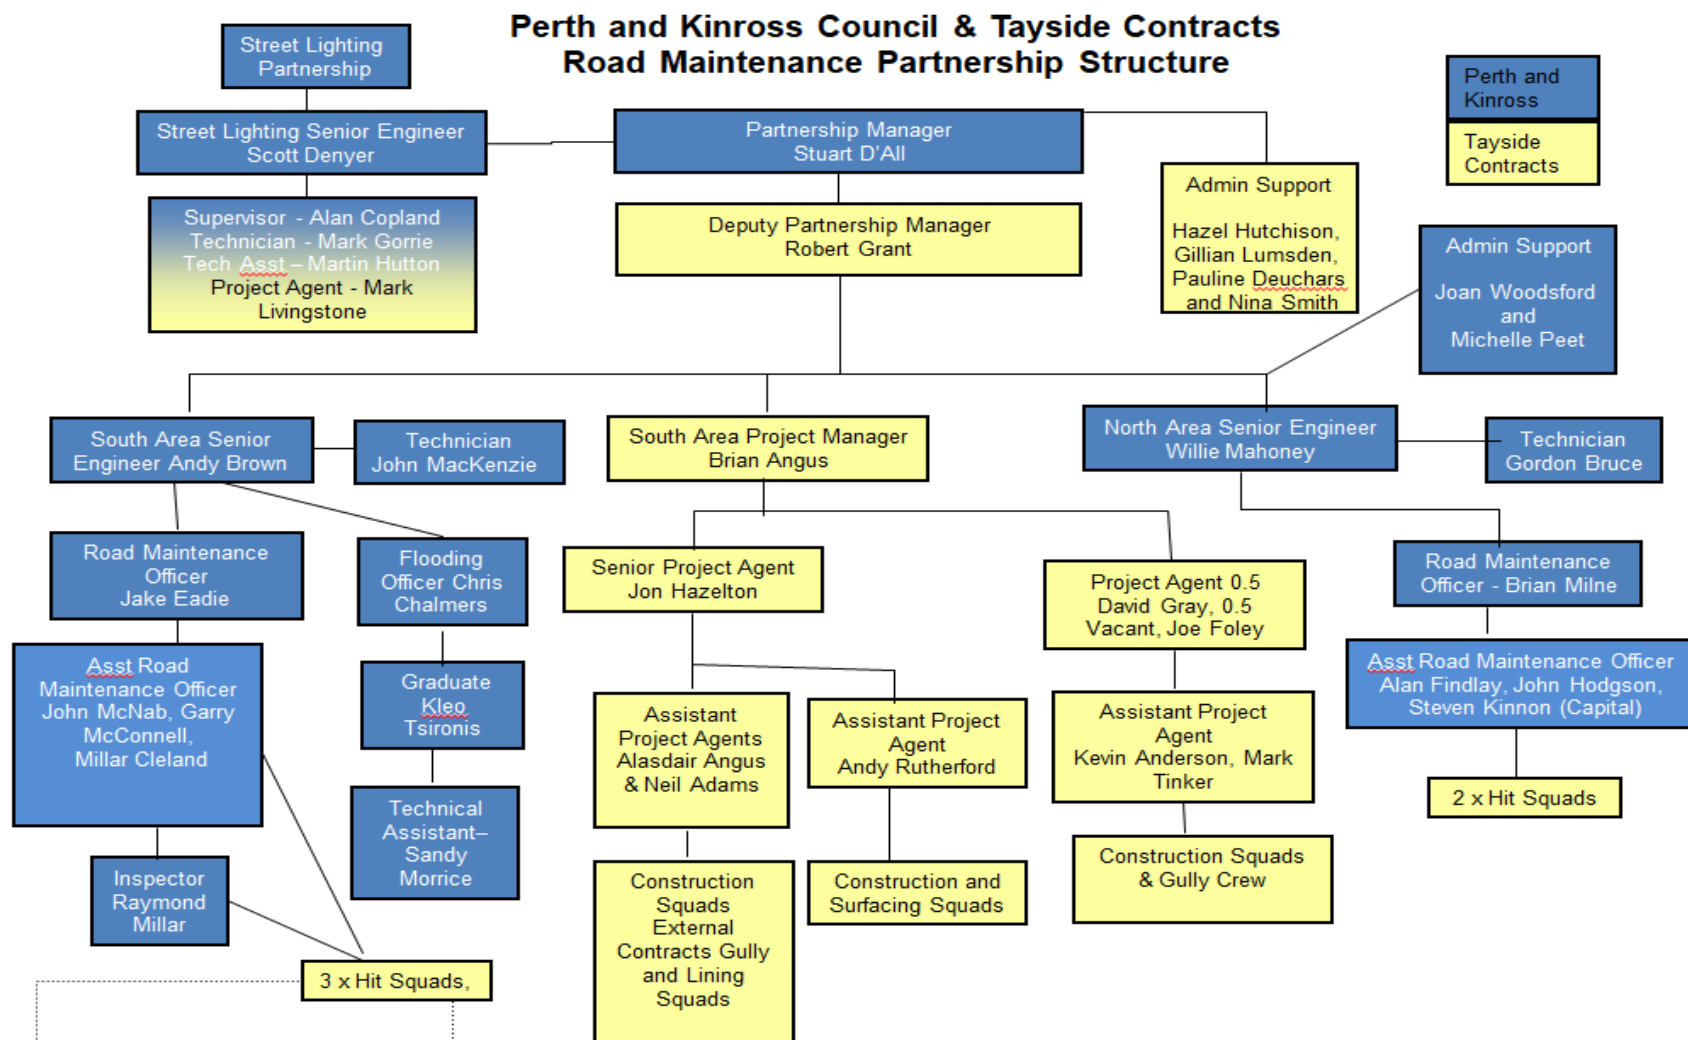 Perth and Kinross Council & Tayside Contracts
Road Maintenance Partnership Structure
Street Lighting
Partnership
Perth and
Kinross
Tayside
Contracts
Street Lighting Senior Engineer
Scott Denyer
Partnership Manager
Stuart D'All
Admin Support
Hazel Hutchison,
Gillian Lumsden,
Pauline Deuchars
and Nina Smith
Supervisor - Alan Copland
Technician - Mark Gorrie
Tech Asst – Martin Hutton
Project Agent - Mark
Livingstone
Deputy Partnership Manager
Robert Grant
Admin Support
Joan Woodsford
and
Michelle Peet
South Area Senior
Engineer Andy Brown
Technician
John MacKenzie
South Area Project Manager
Brian Angus
North Area Senior Engineer
Willie Mahoney
Technician
Gordon Bruce
Road Maintenance
Officer
Jake Eadie
Flooding
Officer Chris
Chalmers
Senior Project Agent
Jon Hazelton
Project Agent 0.5
David Gray, 0.5
Vacant, Joe Foley
Road Maintenance
Officer - Brian Milne
Asst Road
Maintenance Officer
John McNab, Garry
McConnell,
Millar Cleland
Graduate
Kleo
Tsironis
Assistant
Project Agents
Alasdair Angus
& Neil Adams
Assistant Project
Agent
Andy Rutherford
Assistant Project
Agent
Kevin Anderson, Mark
Tinker
Asst Road Maintenance Officer
Alan Findlay, John Hodgson,
Steven Kinnon (Capital)
Technical
Assistant–
Sandy
Morrice
2 x Hit Squads
Inspector
Raymond
Millar
Construction
Squads
External
Contracts Gully
and Lining
Squads
Construction and
Surfacing Squads
Construction Squads
& Gully Crew
3 x Hit Squads,